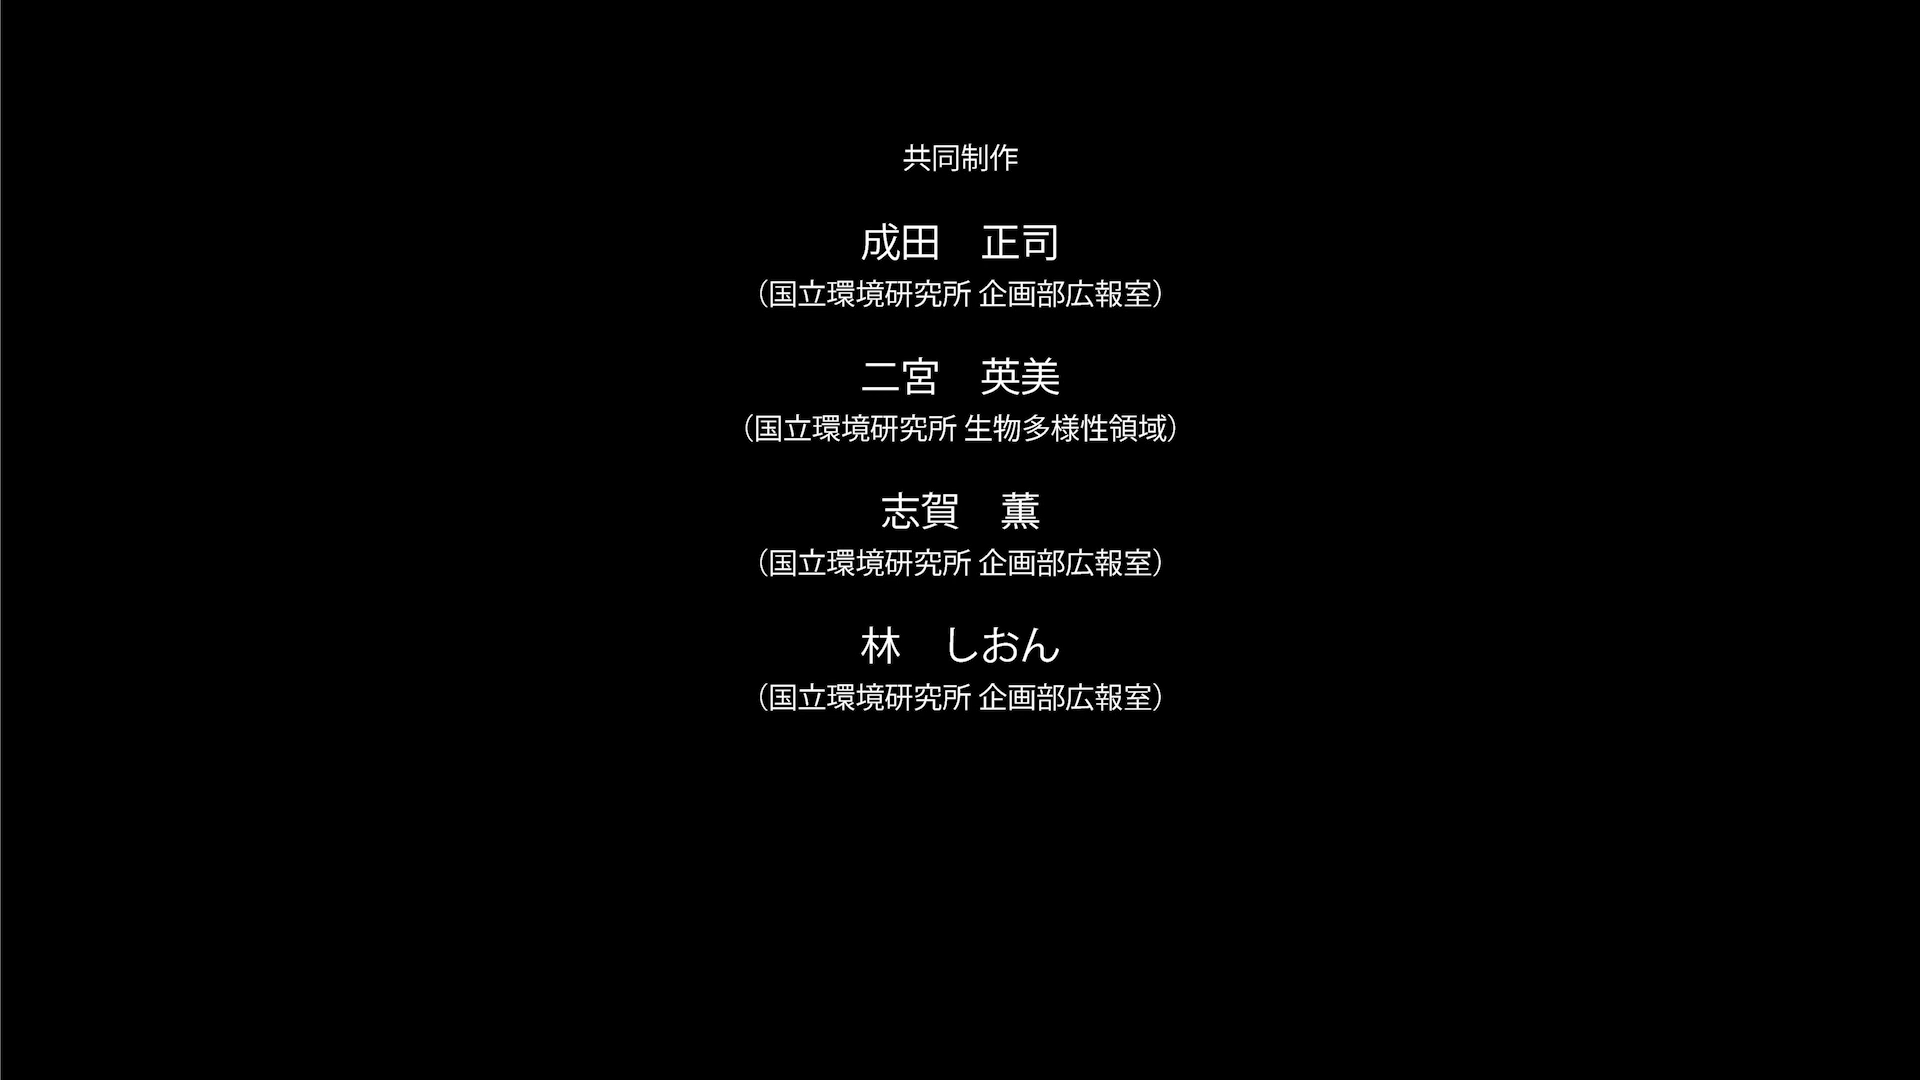 共同制作
成田　正司
（国立環境研究所 企画部広報室）
二宮　英美
（国立環境研究所 生物多様性領域）
志賀　薫
（国立環境研究所 企画部広報室）
林　しおん
（国立環境研究所 企画部広報室）